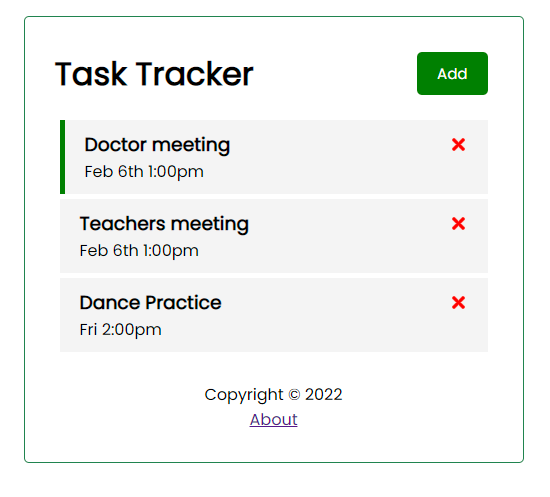 Task Tracker
Add
Doctor meeting
Feb 6th 1:00pm
Teachers meeting
Feb 6th 1:00pm
Dance Practice
Fri 2:00pm
Copyright © 2022
About